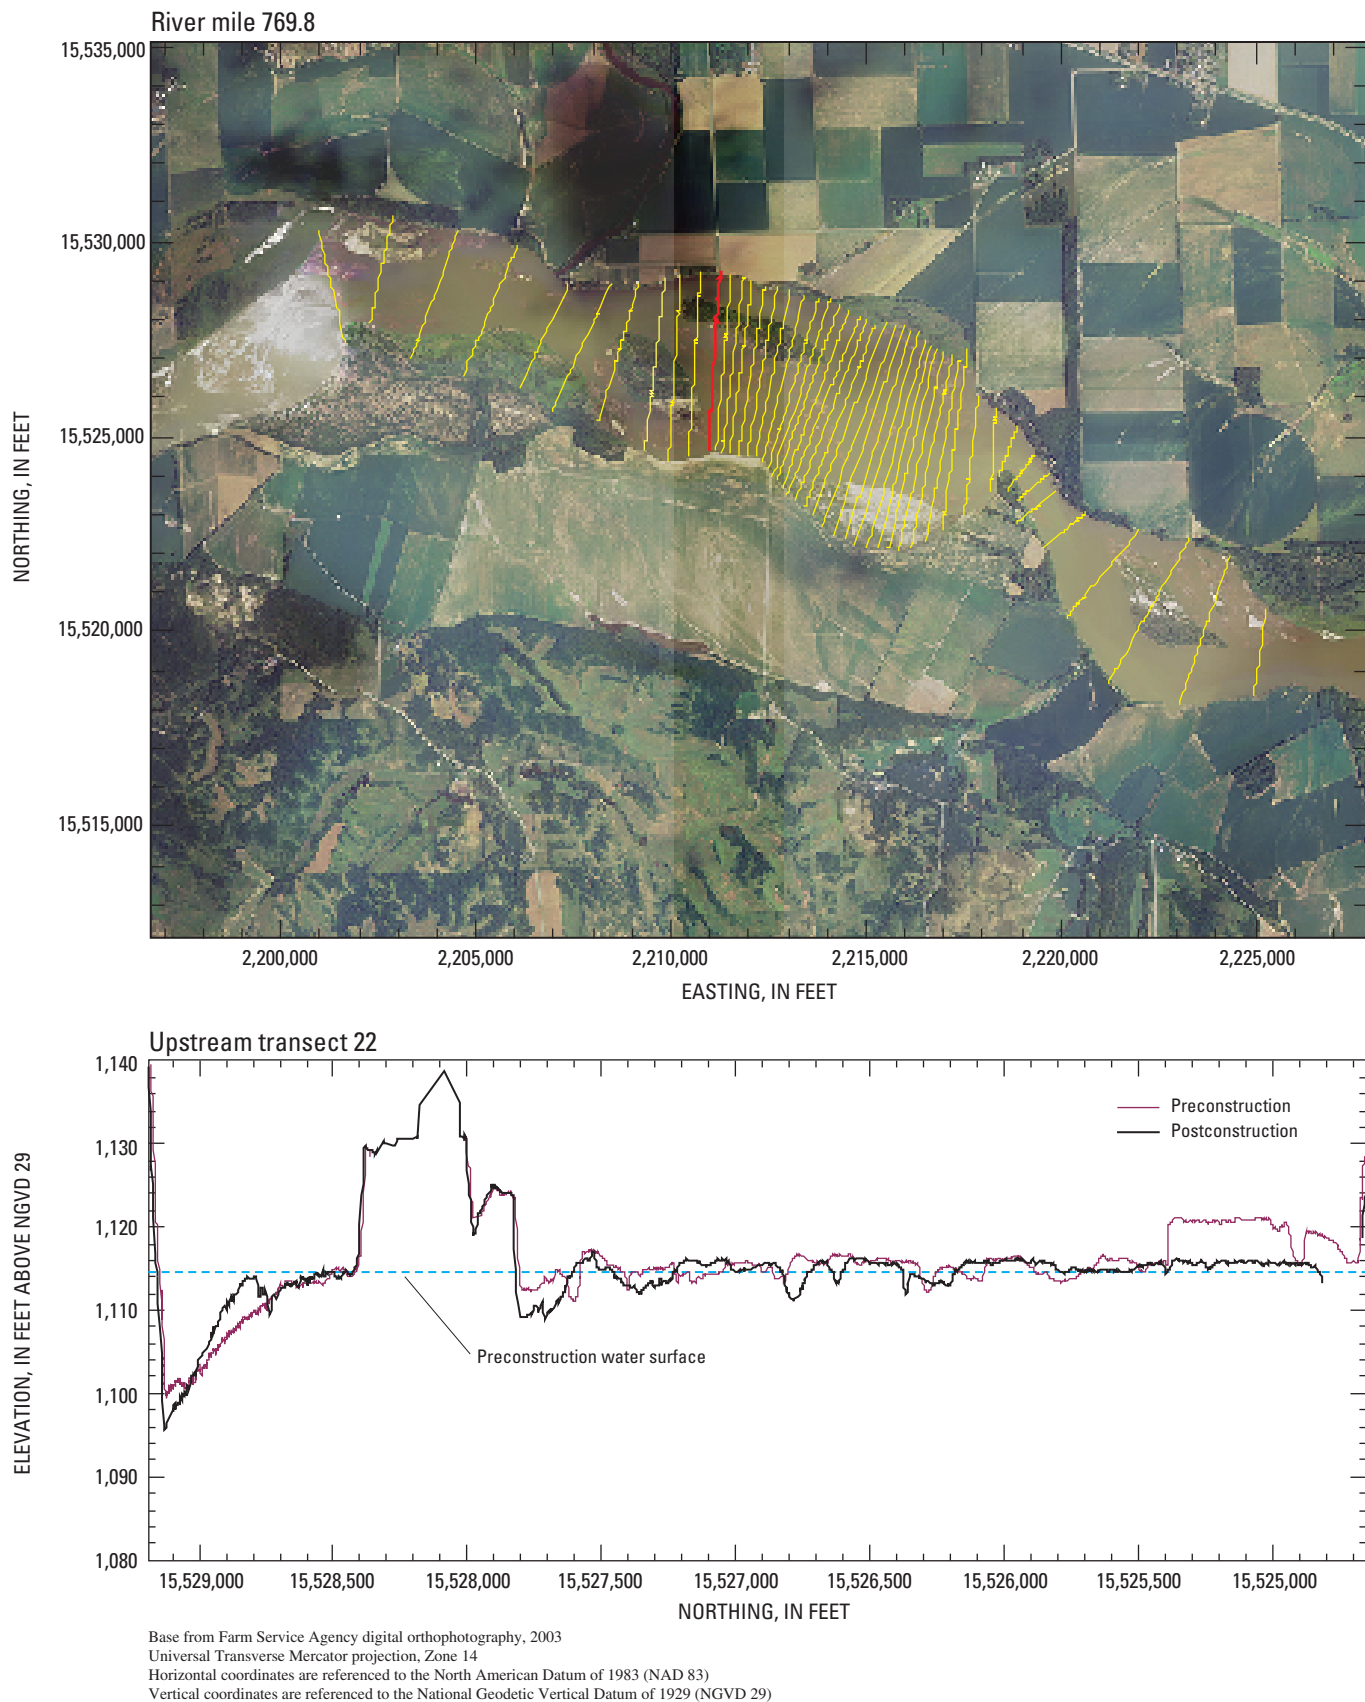 River mile 769.8
15,535,000
15,530,000
15,525,000
15,520,000
15,515,000
NORTHING, IN FEET
2,200,000 2,205,000 2,210,000 2,215,000 2,220,000 2,225,000
EASTING, IN FEET
Upstream transect 22
1,140
1,130
1,120
1,110
1,100
1,090
1,080
ELEVATION, IN FEET ABOVE NGVD 29
Preconstruction
Postconstruction
Preconstruction water surface
15,529,000 15,528,500 15,528,000 15,527,500 15,527,000 15,526,500 15,526,000 15,525,500 15,525,000
NORTHING, IN FEET
Base from Farm Service Agency digital orthophotography, 2003
Universal Transverse Mercator projection, Zone 14
Horizontal coordinates are referenced to the North American Datum of 1983 (NAD 83)
Vertical coordinates are referenced to the National Geodetic Vertical Datum of 1929 (NGVD 29)